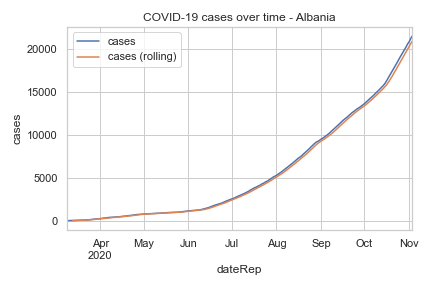 COVID-19 cases over time - Albania
cases
cases (rolling)
cases
20000
15000
10000
5000
0
Apr May Jun Jul Aug Sep Oct Nov
2020
dateRep